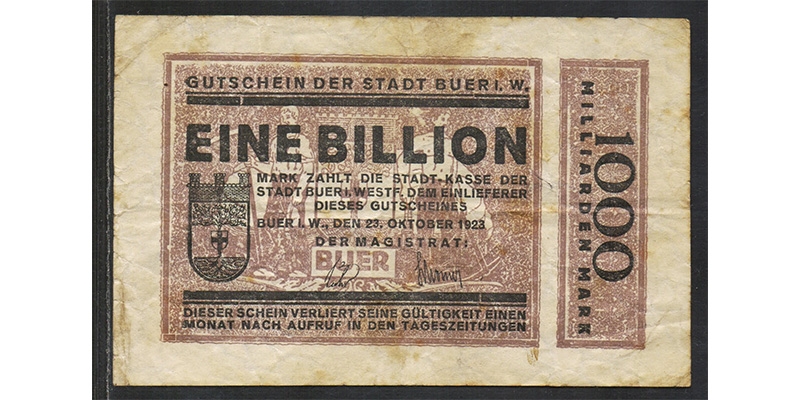 GUTSCHEIN DER STADT BUER I. W.
EINE BILLION
MARK ZAHLT DIE STADT-KASSE DER
STADT BUER I. WESTF. DEM EINLIEFERER
DIESES GUTSCHEINES
BUER I. W., DEN 23. OKTOBER 1923
DER MAGISTRAT:
BUER
DIESER SCHEIN VERLIERT SEINE GÜLTIGKEIT EINEN
MONAT NACH AUFRUF IN DEN TAGESZEITUNGEN
1000
MILLIARDEN MARK